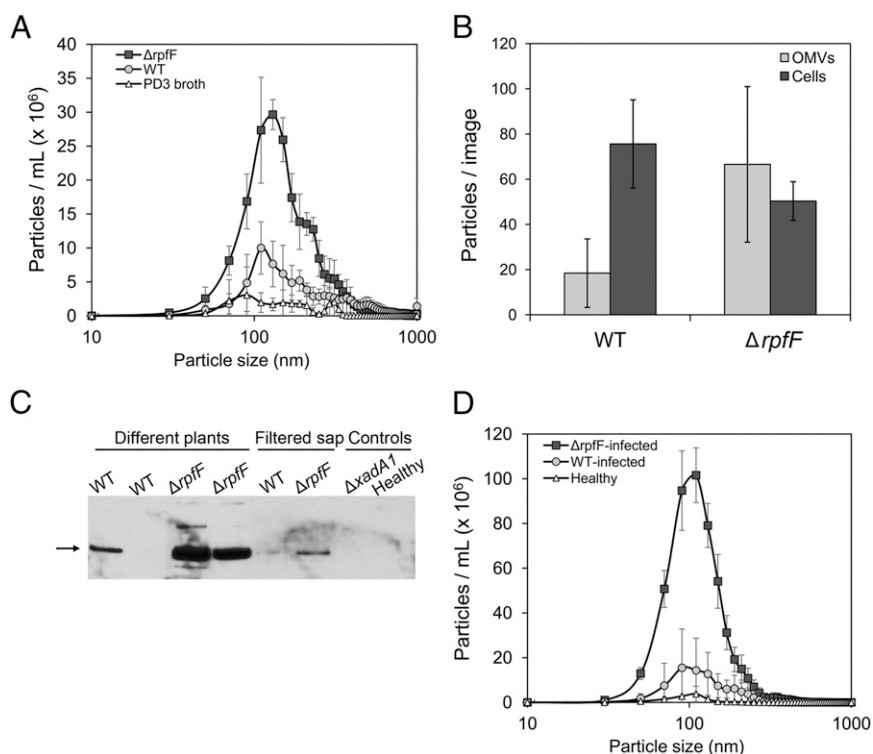 A
40
35
30
25
20
15
10
5
0
Particles / mL (x 10⁶)
ΔrpfF
WT
PD3 broth
10 100 1000
Particle size (nm)
B
120
100
80
60
40
20
0
Particles / image
OMVs
Cells
WT ΔrpfF
C
Different plants Filtered sap Controls
WT WT ΔrpfF ΔrpfF WT ΔrpfF ΔxadA1 Healthy
D
120
100
80
60
40
20
0
Particles / mL (x 10⁶)
ΔrpfF-infected
WT-infected
Healthy
10 100 1000
Particle size (nm)